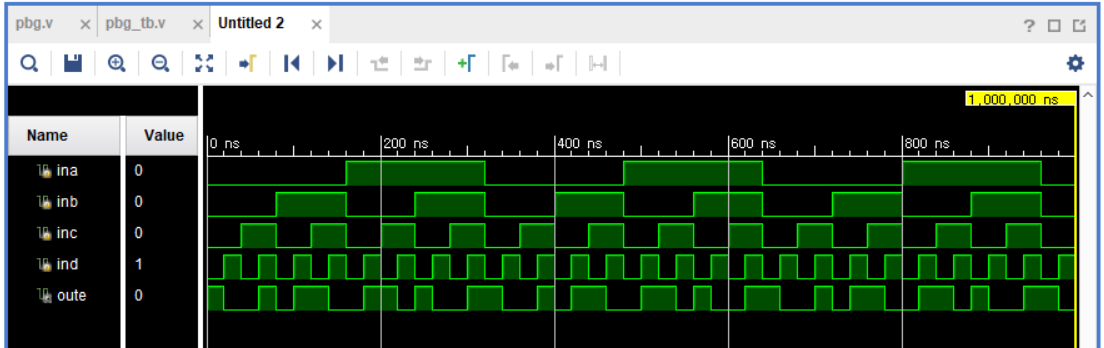 pbg.v × pbg_tb.v × Untitled 2 × ?
1,000,000 ns
Name Value 0 ns 200 ns 400 ns 600 ns 800 ns
ina 0
inb 0
inc 0
ind 1
oute 0